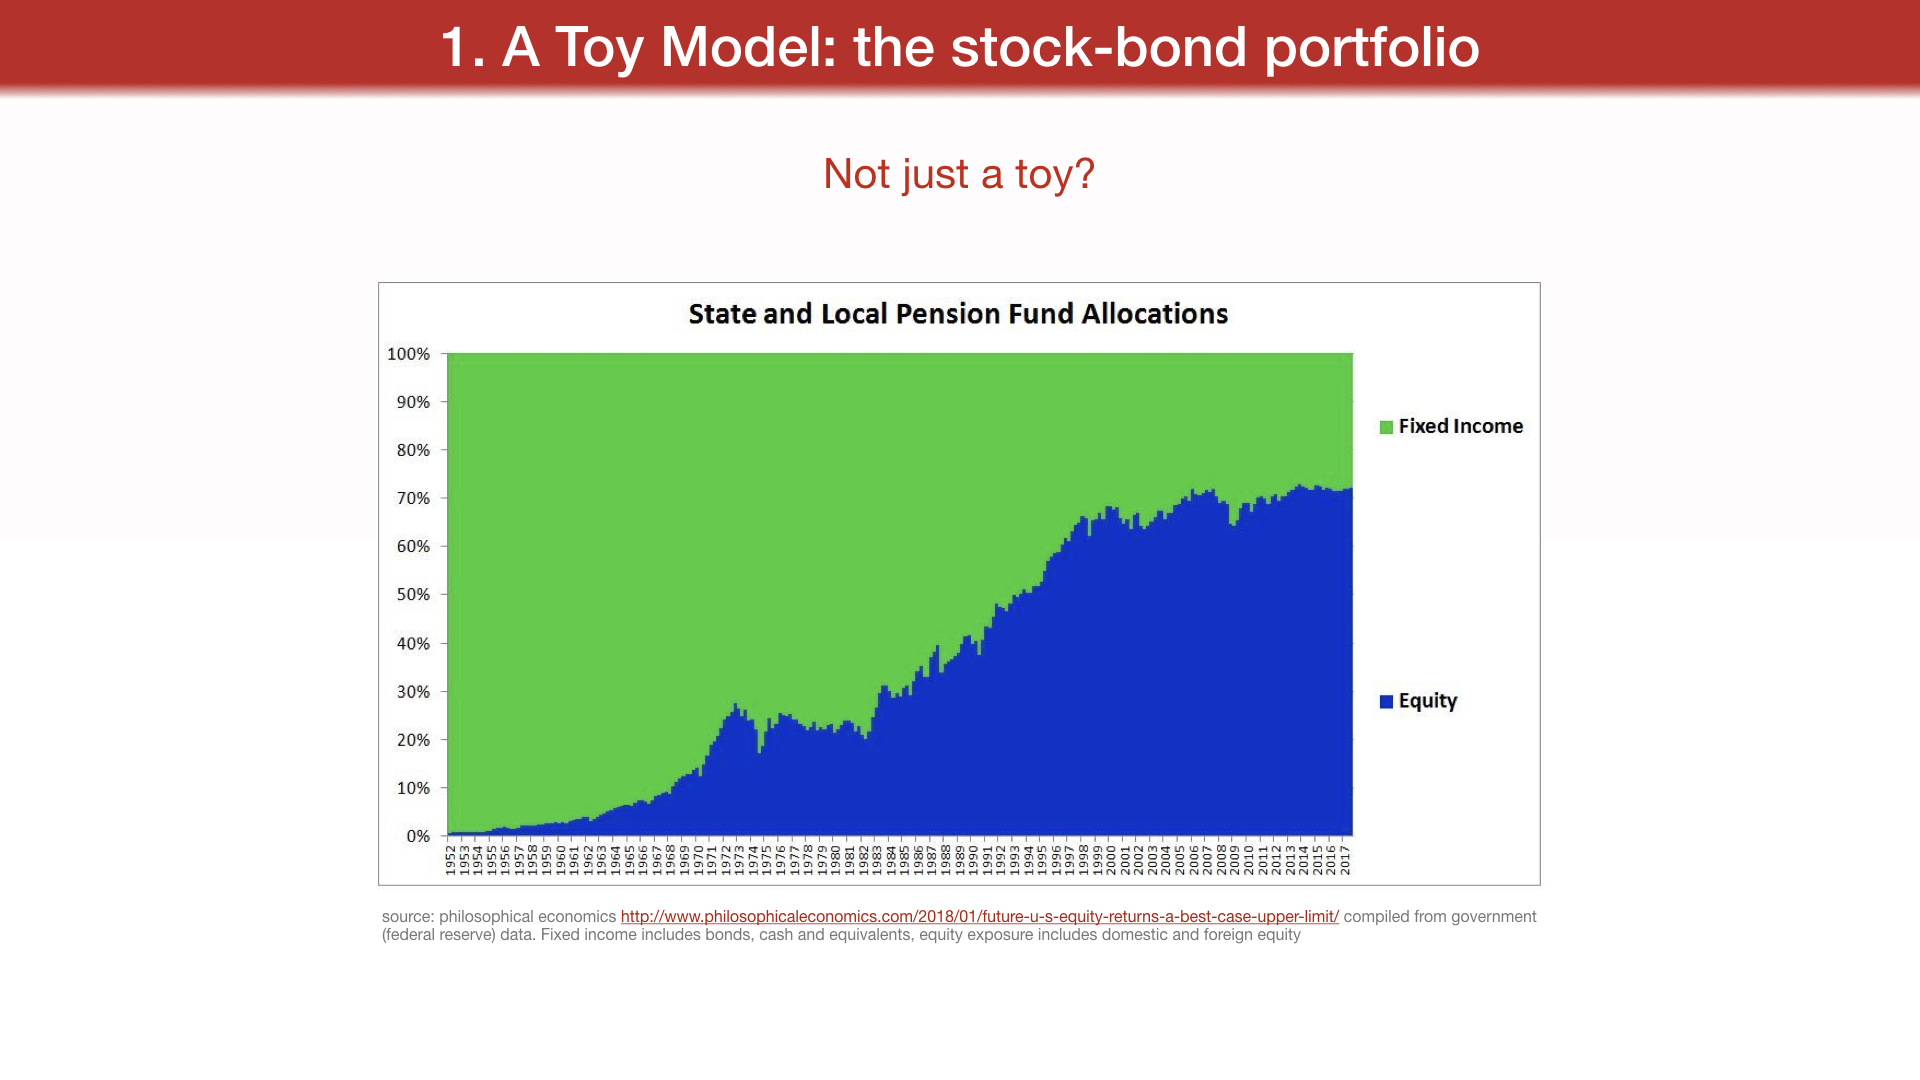 1. A Toy Model: the stock-bond portfolio
Not just a toy?
State and Local Pension Fund Allocations
100%
90%
80%
70%
60%
50%
40%
30%
20%
10%
0%
Fixed Income
Equity
1952 1953 1954 1955 1956 1957 1958 1959 1960 1961 1962 1963 1964 1965 1966 1967 1968 1969 1970 1971 1972 1973 1974 1975 1976 1977 1978 1979 1980 1981 1982 1983 1984 1985 1986 1987 1988 1989 1990 1991 1992 1993 1994 1995 1996 1997 1998 1999 2000 2001 2002 2003 2004 2005 2006 2007 2008 2009 2010 2011 2012 2013 2014 2015 2016 2017
source: philosophical economics http://www.philosophicaleconomics.com/2018/01/future-u-s-equity-returns-a-best-case-upper-limit/ compiled from government
(federal reserve) data. Fixed income includes bonds, cash and equivalents, equity exposure includes domestic and foreign equity